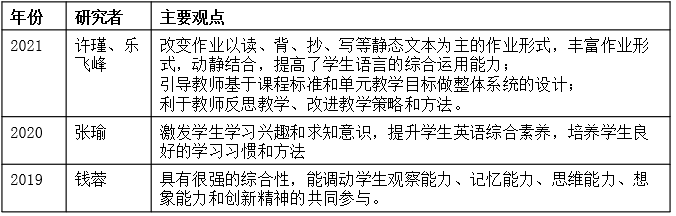 年份 研究者 主要观点
2021 许瑾、乐 改变作业以读、背、抄、写等静态文本为主的作业形式，丰富作业形
飞峰 式，动静结合，提高了学生语言的综合运用能力；
引导教师基于课程标准和单元教学目标做整体系统的设计；
利于教师反思教学、改进教学策略和方法。
2020 张瑜 激发学生学习兴趣和求知意识，提升学生英语综合素养，培养学生良
好的学习习惯和方法
2019 钱蓉 具有很强的综合性，能调动学生观察能力、记忆能力、思维能力、想
象能力和创新精神的共同参与。